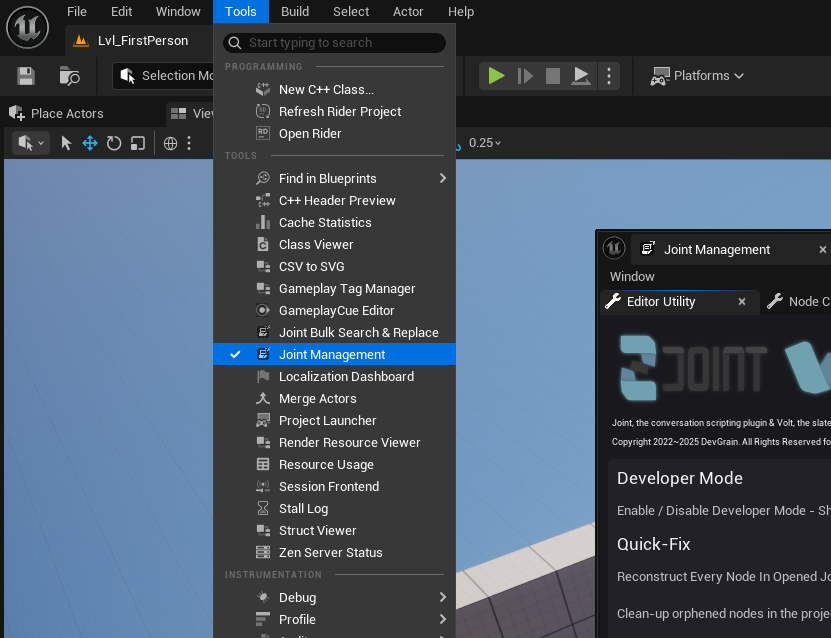 File Edit Window Tools Build Select Actor Help
Lvl_FirstPerson
Start typing to search
PROGRAMMING
Selection Mo
New C++ Class...
Platforms
Refresh Rider Project
Place Actors
Open Rider
0.25
TOOLS
Find in Blueprints
C++ Header Preview
Cache Statistics
Class Viewer
CSV to SVG
Gameplay Tag Manager
GameplayCue Editor
Joint Bulk Search & Replace
Joint Management
Localization Dashboard
Merge Actors
Project Launcher
Render Resource Viewer
Resource Usage
Session Frontend
Stall Log
Struct Viewer
Zen Server Status
INSTRUMENTATION
Debug
Profile
Joint Management
Window
Editor Utility Node C
JOINT
Joint, the conversation scripting plugin & Volt, the slate
Copyright 2022~2025 DevGrain. All Rights Reserved fo
Developer Mode
Enable / Disable Developer Mode - Sh
Quick-Fix
Reconstruct Every Node In Opened Jo
Clean-up orphened nodes in the proje